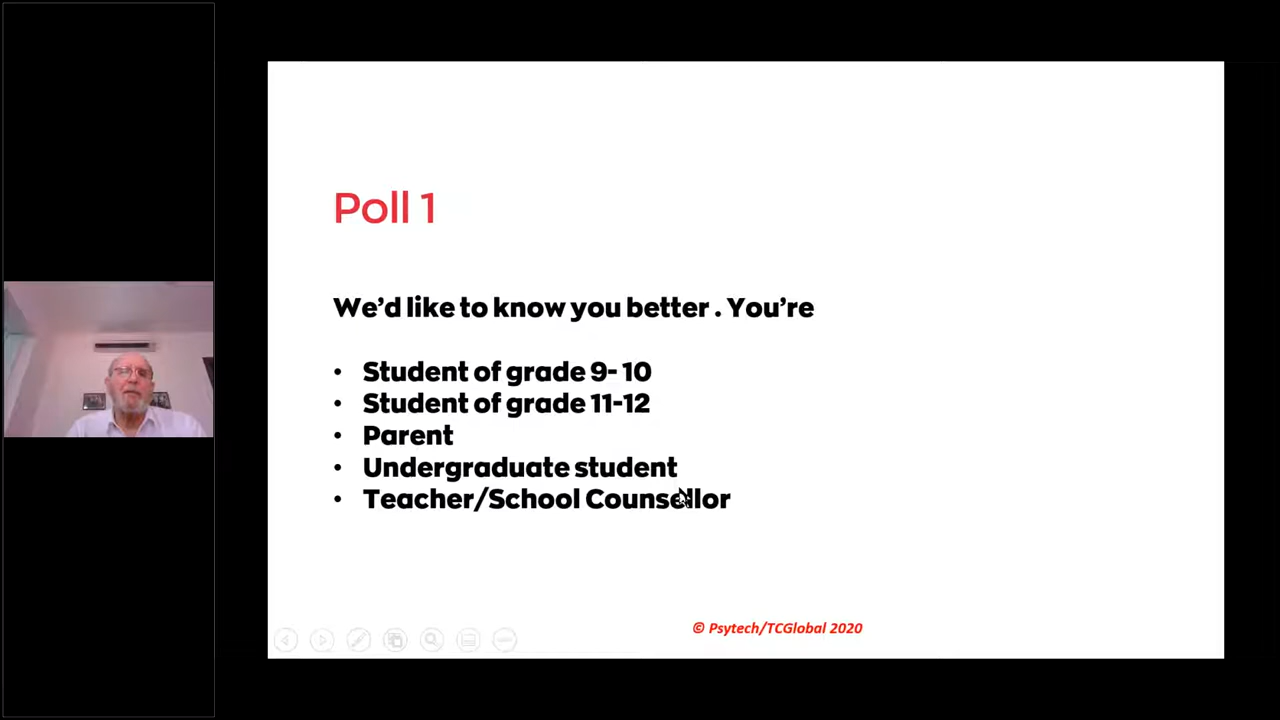 Poll 1
We’d like to know you better . You’re
• Student of grade 9- 10
• Student of grade 11-12
• Parent
• Undergraduate student
• Teacher/School Counsellor
© Psytech/TCGlobal 2020